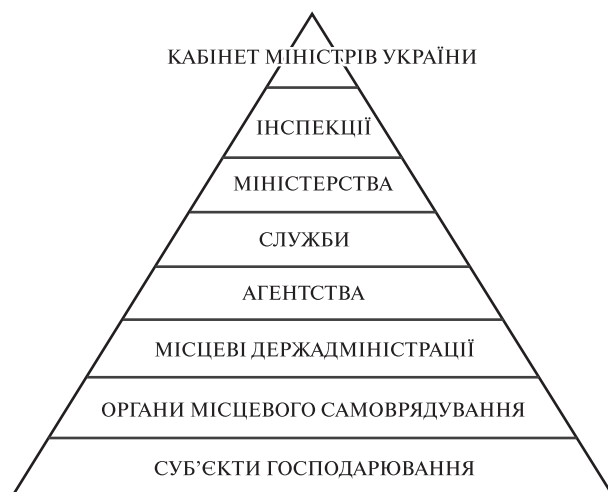 КАБІНЕТ МІНІСТРІВ УКРАЇНИ
ІНСПЕКЦІЇ
МІНІСТЕРСТВА
СЛУЖБИ
АГЕНТСТВА
МІСЦЕВІ ДЕРЖАДМІНІСТРАЦІЇ
ОРГАНИ МІСЦЕВОГО САМОВРЯДУВАННЯ
СУБ’ЄКТИ ГОСПОДАРЮВАННЯ